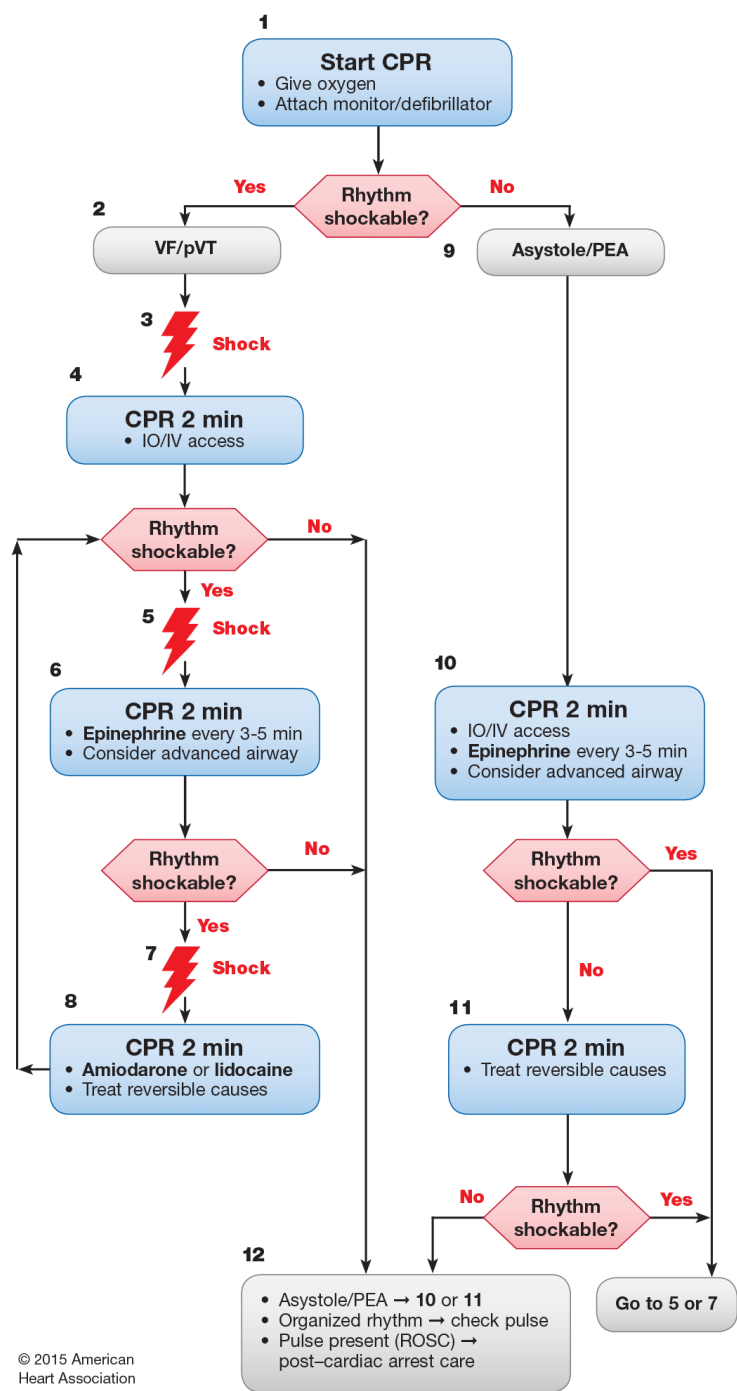 1
Start CPR
• Give oxygen
• Attach monitor/defibrillator
Rhythm
shockable?
Yes
No
2
VF/pVT
9
Asystole/PEA
3
Shock
4
CPR 2 min
• IO/IV access
Rhythm
shockable?
No
Yes
5
Shock
6
CPR 2 min
• Epinephrine every 3-5 min
• Consider advanced airway
Rhythm
shockable?
No
Yes
7
Shock
8
CPR 2 min
• Amiodarone or lidocaine
• Treat reversible causes
10
CPR 2 min
• IO/IV access
• Epinephrine every 3-5 min
• Consider advanced airway
Rhythm
shockable?
Yes
No
11
CPR 2 min
• Treat reversible causes
Rhythm
shockable?
No
Yes
12
• Asystole/PEA → 10 or 11
• Organized rhythm → check pulse
• Pulse present (ROSC) →
post–cardiac arrest care
Go to 5 or 7
© 2015 American
Heart Association